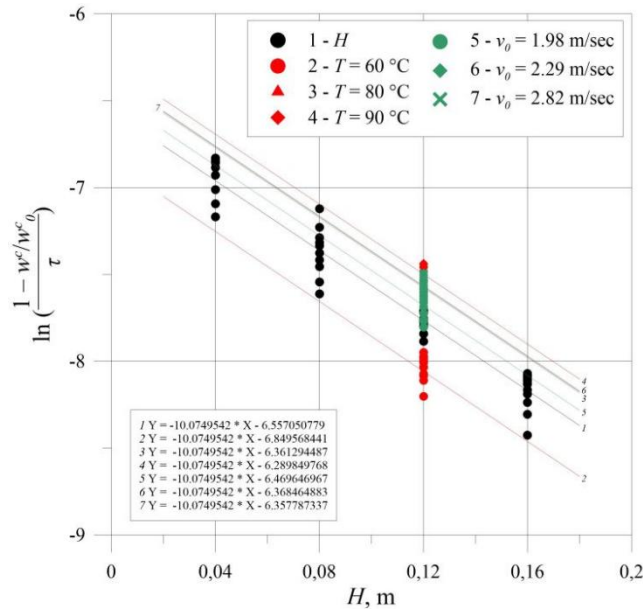 -6
-7
-8
-9
ln (1 − w^c/w^c_0 / τ)
1 - H
2 - T = 60 °C
3 - T = 80 °C
4 - T = 90 °C
5 - v_0 = 1.98 m/sec
6 - v_0 = 2.29 m/sec
7 - v_0 = 2.82 m/sec
7
4
6
3
5
1
2
1 Y = -10.0749542 * X - 6.557050779
2 Y = -10.0749542 * X - 6.849568441
3 Y = -10.0749542 * X - 6.361294487
4 Y = -10.0749542 * X - 6.289849768
5 Y = -10.0749542 * X - 6.469646967
6 Y = -10.0749542 * X - 6.368464883
7 Y = -10.0749542 * X - 6.357787337
0 0,04 0,08 0,12 0,16 0,2
H, m